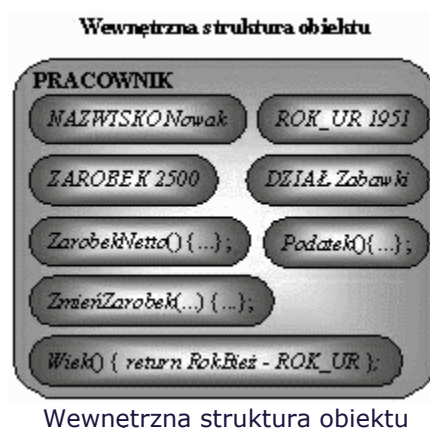 Wewnętrzna struktura obiektu
PRACOWNIK
NAZWISKO Nowak ROK_UR 1951
ZAROBEK 2500 DZIAŁ Zabawki
ZarobekNetto() {...}; Podatek(){...};
ZmieńZarobek(...) {...};
Wiek() { return RokBież - ROK_UR };
Wewnetrzna struktura obiektu